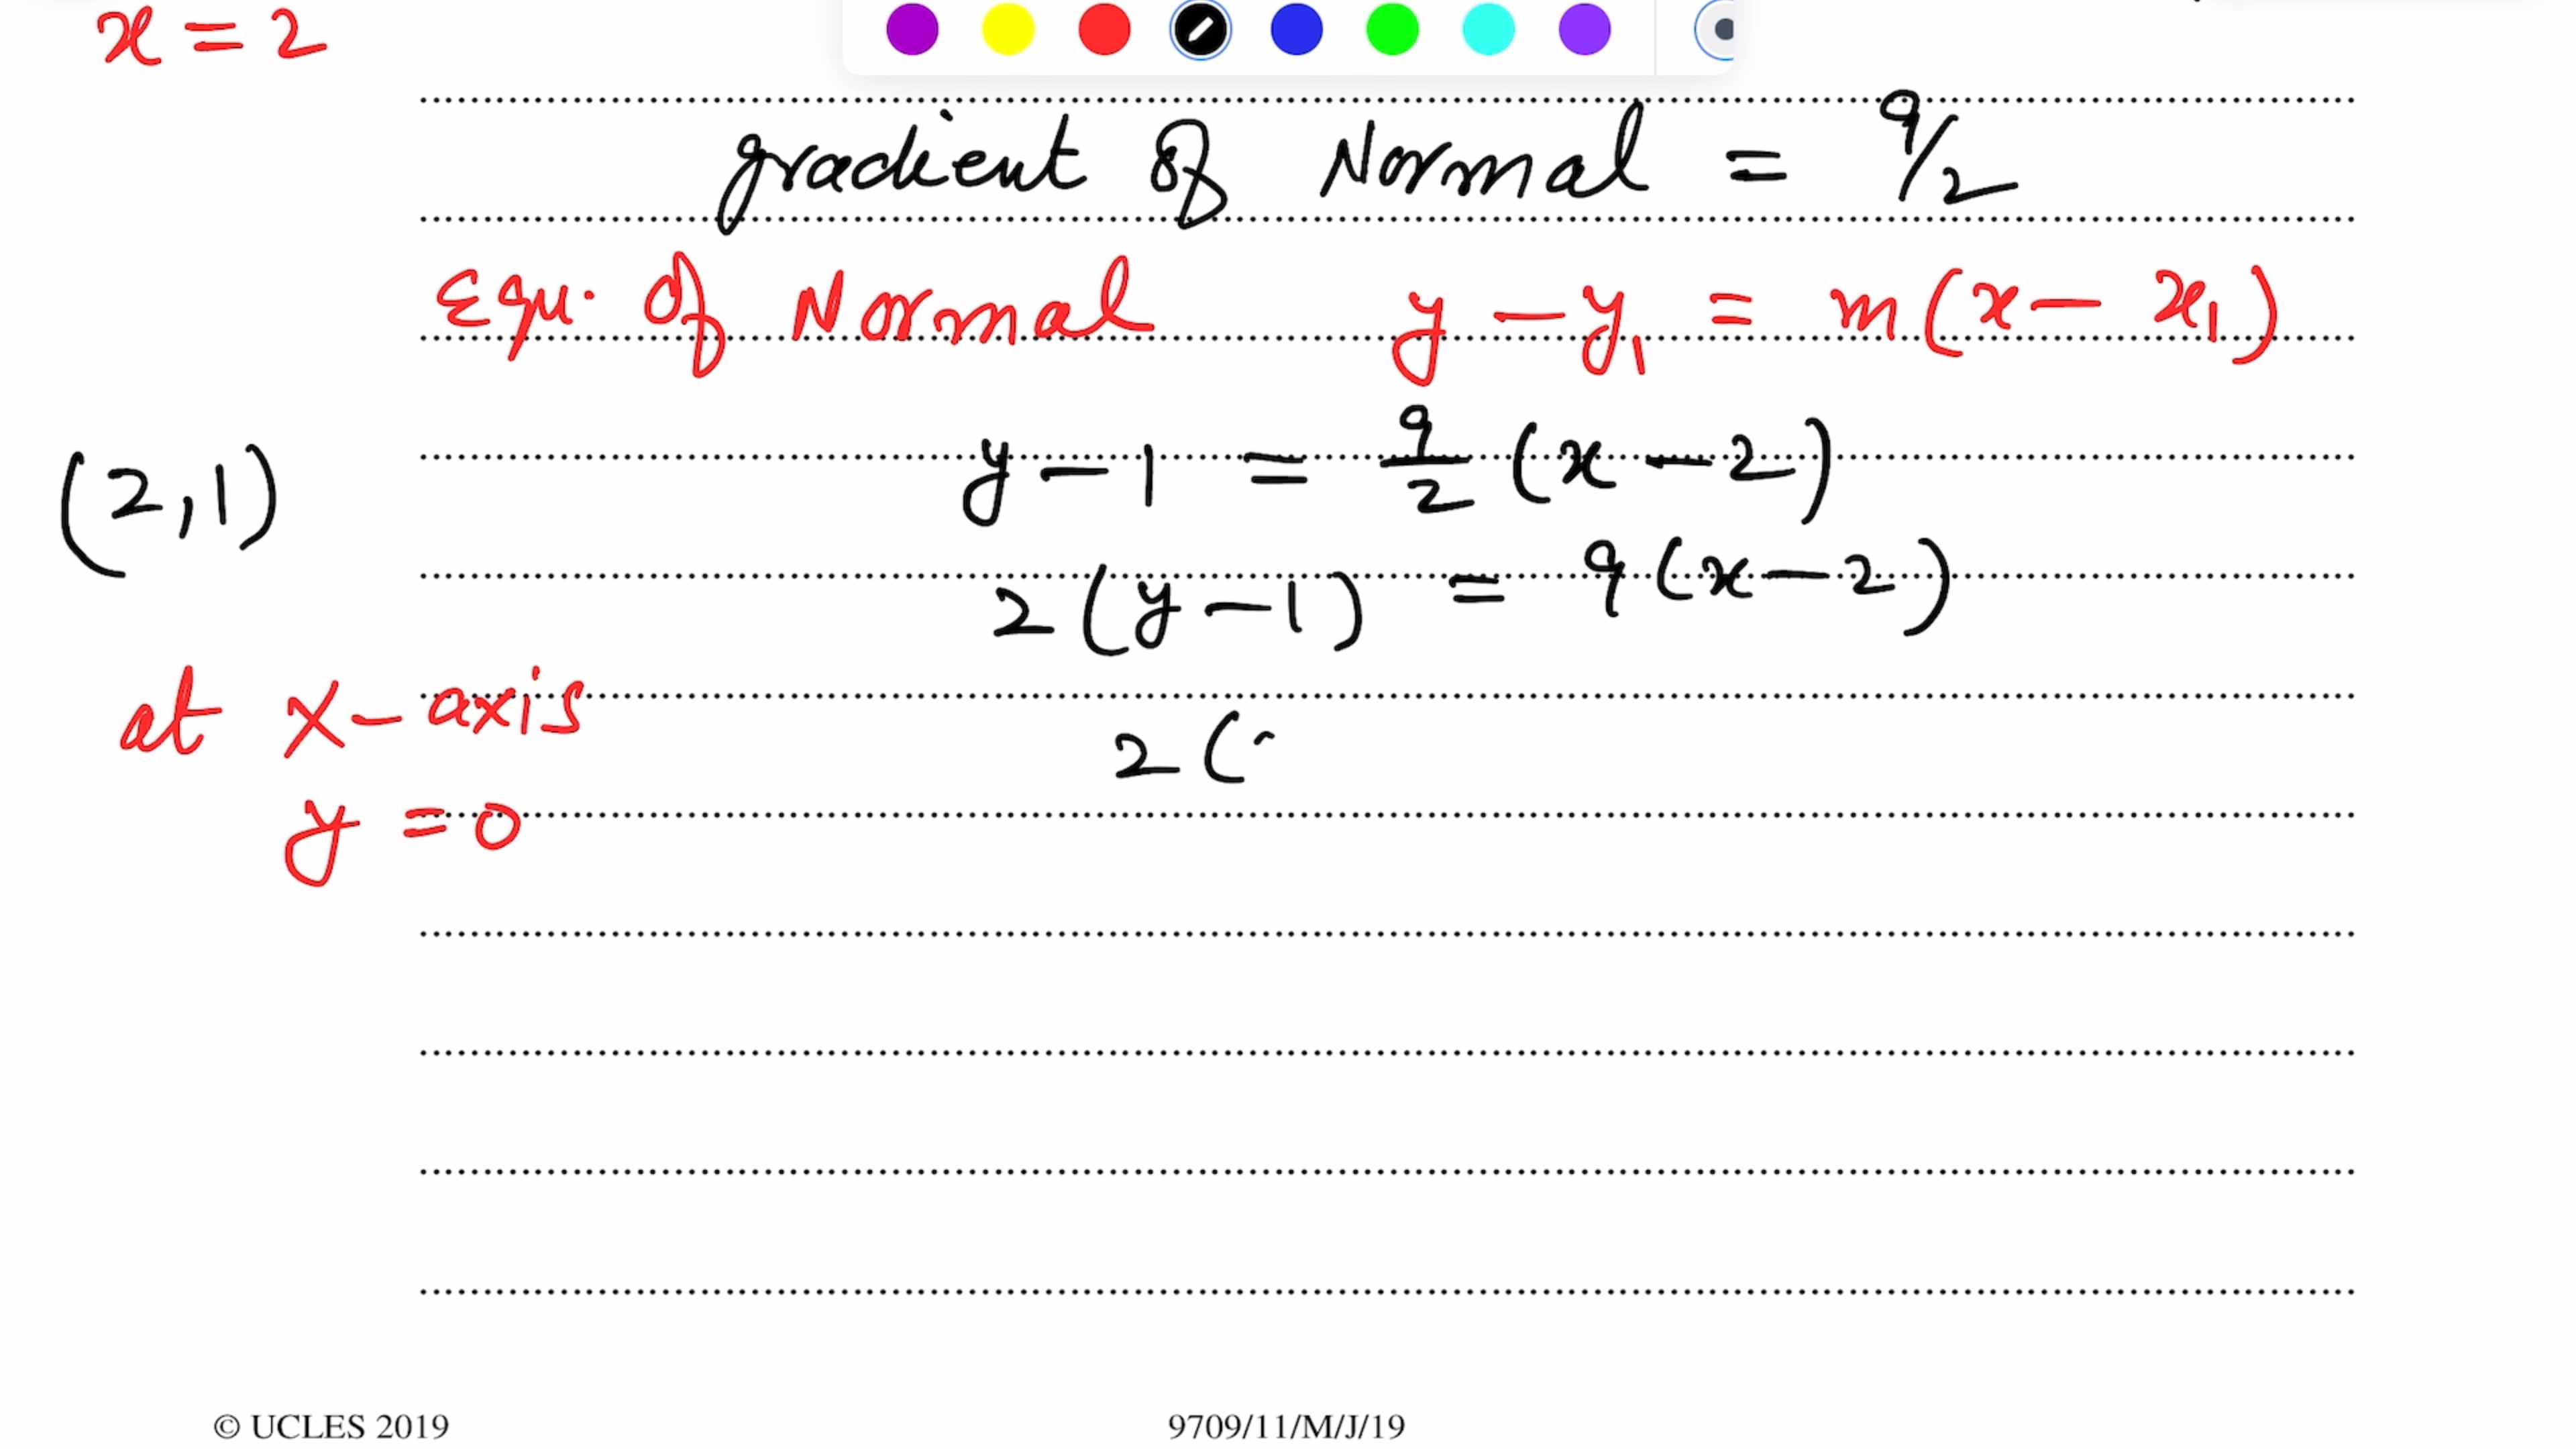 x = 2
gradient of Normal = 9/2
Equ. of Normal y - y₁ = m(x - x₁)
(2,1) y - 1 = 9/2 (x - 2)
2(y - 1) = 9(x - 2)
at x-axis
2(
y = 0
© UCLES 2019 9709/11/M/J/19